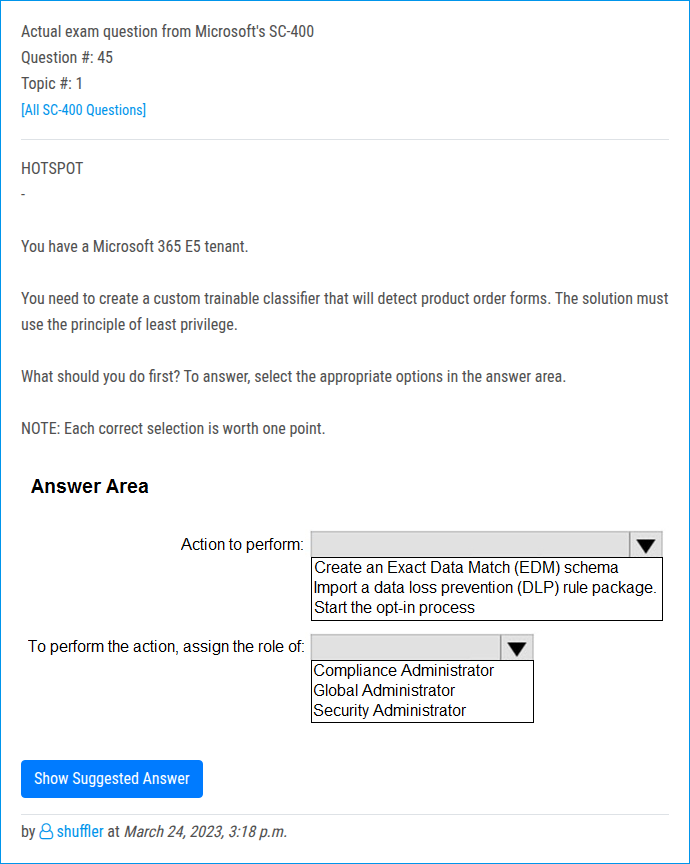 Actual exam question from Microsoft's SC-400
Question #: 45
Topic #: 1
[All SC-400 Questions]
HOTSPOT
-
You have a Microsoft 365 E5 tenant.
You need to create a custom trainable classifier that will detect product order forms. The solution must
use the principle of least privilege.
What should you do first? To answer, select the appropriate options in the answer area.
NOTE: Each correct selection is worth one point.
Answer Area
Action to perform:
Create an Exact Data Match (EDM) schema
Import a data loss prevention (DLP) rule package.
Start the opt-in process
To perform the action, assign the role of:
Compliance Administrator
Global Administrator
Security Administrator
Show Suggested Answer
by shuffler at March 24, 2023, 3:18 p.m.